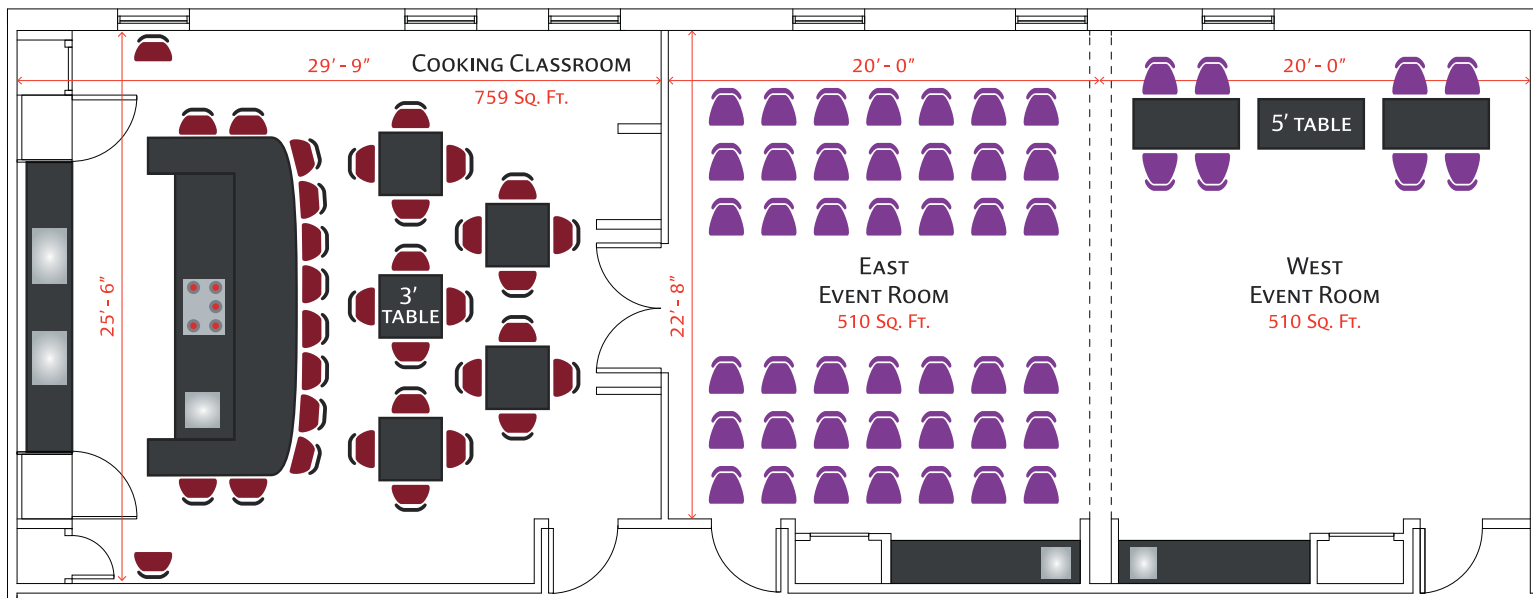 29’- 9”
COOKING CLASSROOM
759 SQ. FT.
25’- 6”
3’
TABLE
20’- 0”
22’- 8”
EAST
EVENT ROOM
510 SQ. FT.
20’- 0”
5’ TABLE
WEST
EVENT ROOM
510 SQ. FT.